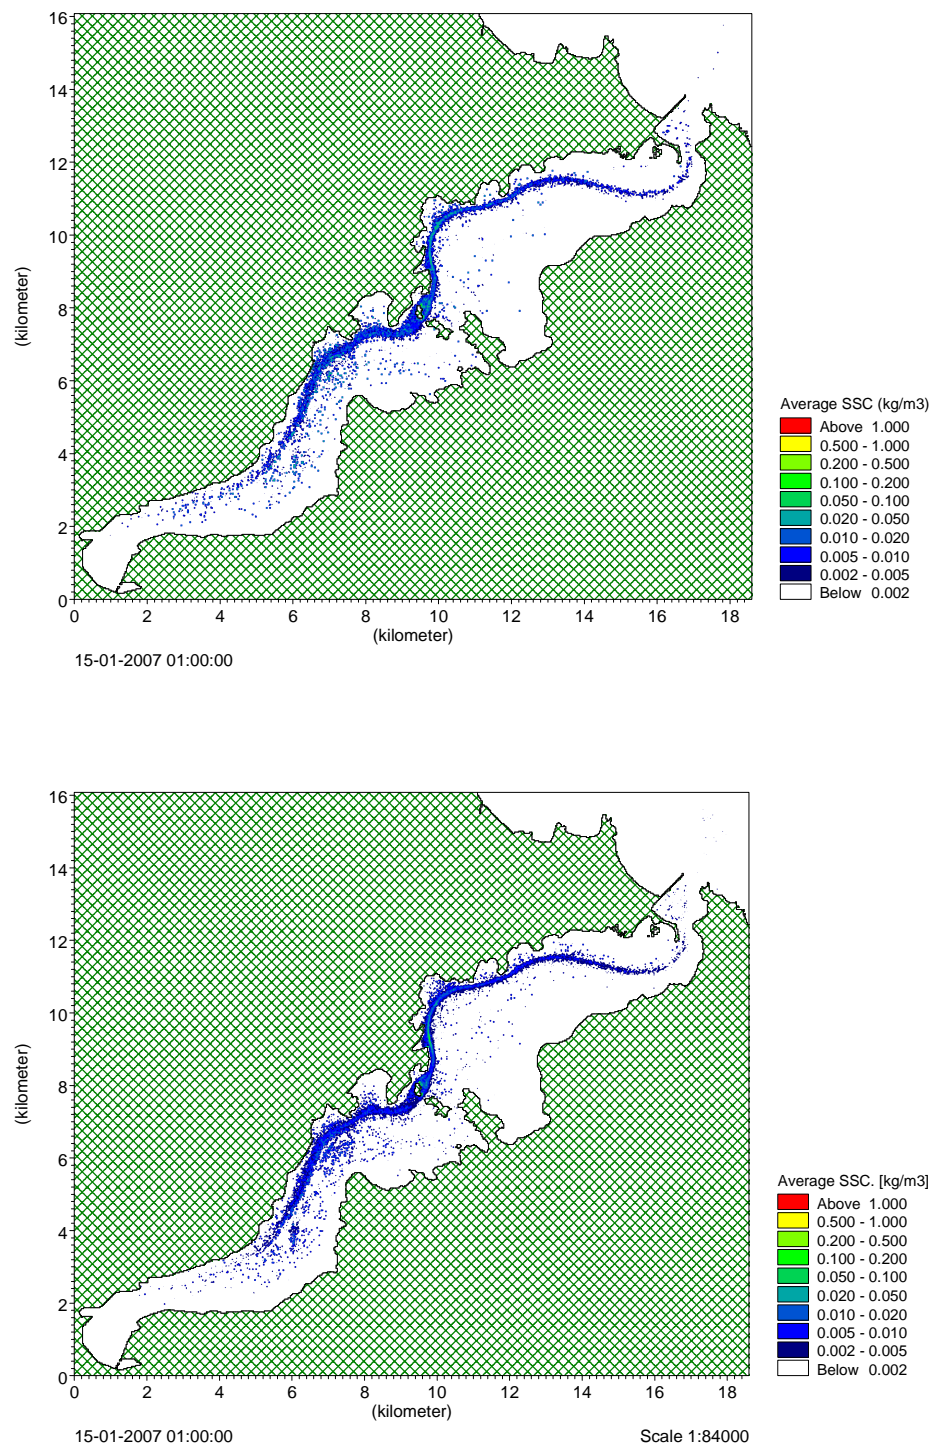 16
14
12
10
8
6
4
2
0
(kilometer)
0 2 4 6 8 10 12 14 16 18
(kilometer)
15-01-2007 01:00:00
Average SSC (kg/m3)
Above 1.000
0.500 - 1.000
0.200 - 0.500
0.100 - 0.200
0.050 - 0.100
0.020 - 0.050
0.010 - 0.020
0.005 - 0.010
0.002 - 0.005
Below 0.002
16
14
12
10
8
6
4
2
0
(kilometer)
0 2 4 6 8 10 12 14 16 18
(kilometer)
15-01-2007 01:00:00
Scale 1:84000
Average SSC. [kg/m3]
Above 1.000
0.500 - 1.000
0.200 - 0.500
0.100 - 0.200
0.050 - 0.100
0.020 - 0.050
0.010 - 0.020
0.005 - 0.010
0.002 - 0.005
Below 0.002